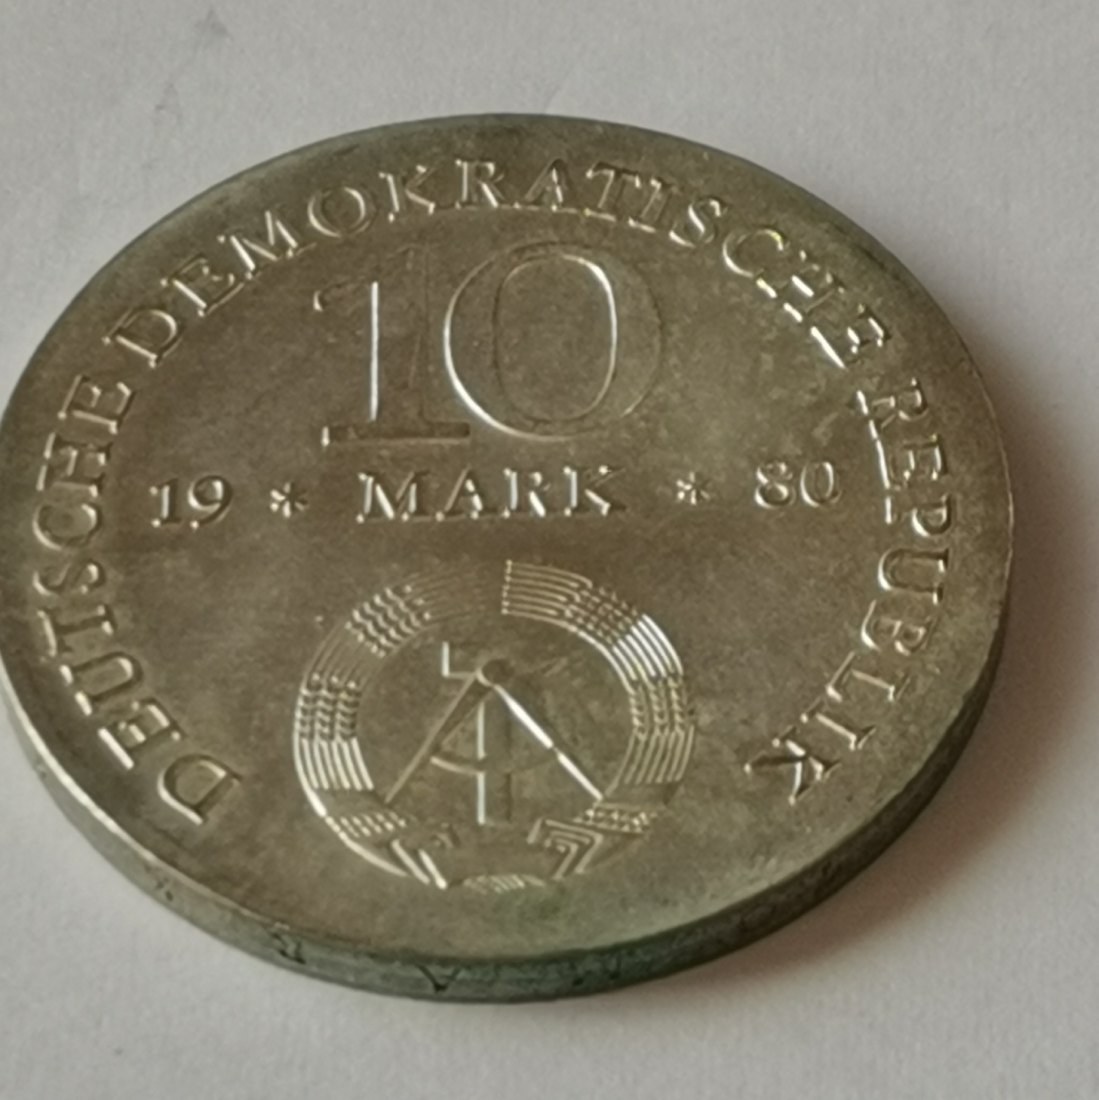 DEUTSCHE DEMOKRATISCHE REPUBLIK
10
19 * MARK * 80